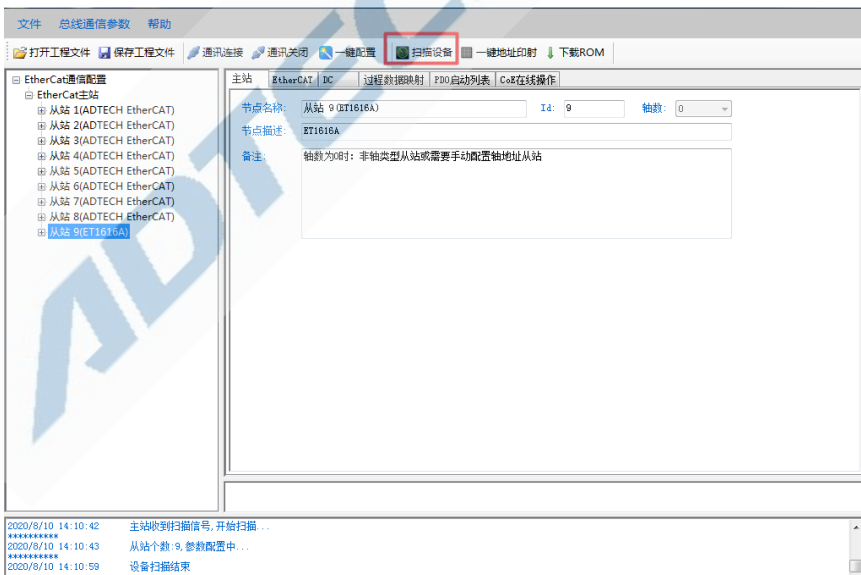 文件 总线通信参数 帮助
打开工程文件 保存工程文件 通讯连接 通讯关闭 一键配置 扫描设备 一键地址印射 下载ROM
EtherCat通信配置
EtherCat主站
从站 1(ADTECH EtherCAT)
从站 2(ADTECH EtherCAT)
从站 3(ADTECH EtherCAT)
从站 4(ADTECH EtherCAT)
从站 5(ADTECH EtherCAT)
从站 6(ADTECH EtherCAT)
从站 7(ADTECH EtherCAT)
从站 8(ADTECH EtherCAT)
从站 9(ET1616A)
主站 EtherCAT DC 过程数据映射 PDO启动列表 CoE在线操作
节点名称: 从站 9(ET1616A) Id: 9 轴数: 0
节点描述: ET1616A
备注: 轴数为0时: 非轴类型从站或需要手动配置轴地址从站
2020/8/10 14:10:42 主站收到扫描信号,开始扫描...
**********
2020/8/10 14:10:43 从站个数:9,参数配置中...
**********
2020/8/10 14:10:59 设备扫描结束
ADTEC